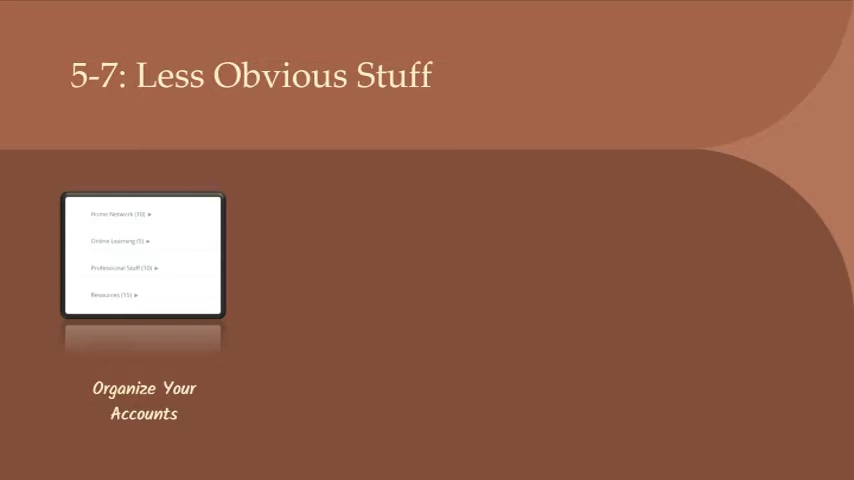 5-7: Less Obvious Stuff
Home Network (10) ▸
Online Learning (5) ▸
Professional Stuff (10) ▸
Resources (15) ▸
Organize Your
Accounts